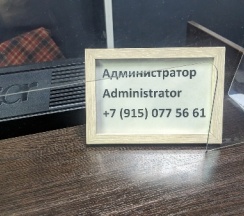 Администратор
Administrator
+7 (915) 077 56 61